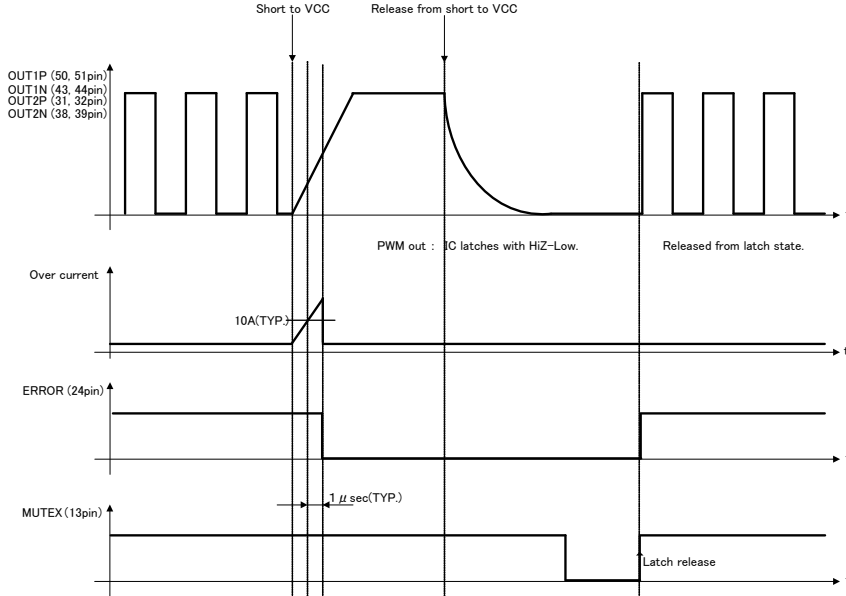 Short to VCC
Release from short to VCC
OUT1P (50, 51pin)
OUT1N (43, 44pin)
OUT2P (31, 32pin)
OUT2N (38, 39pin)
PWM out : IC latches with HiZ-Low.
Released from latch state.
Over current
10A(TYP.)
t
ERROR (24pin)
1 μ sec(TYP.)
MUTEX (13pin)
Latch release